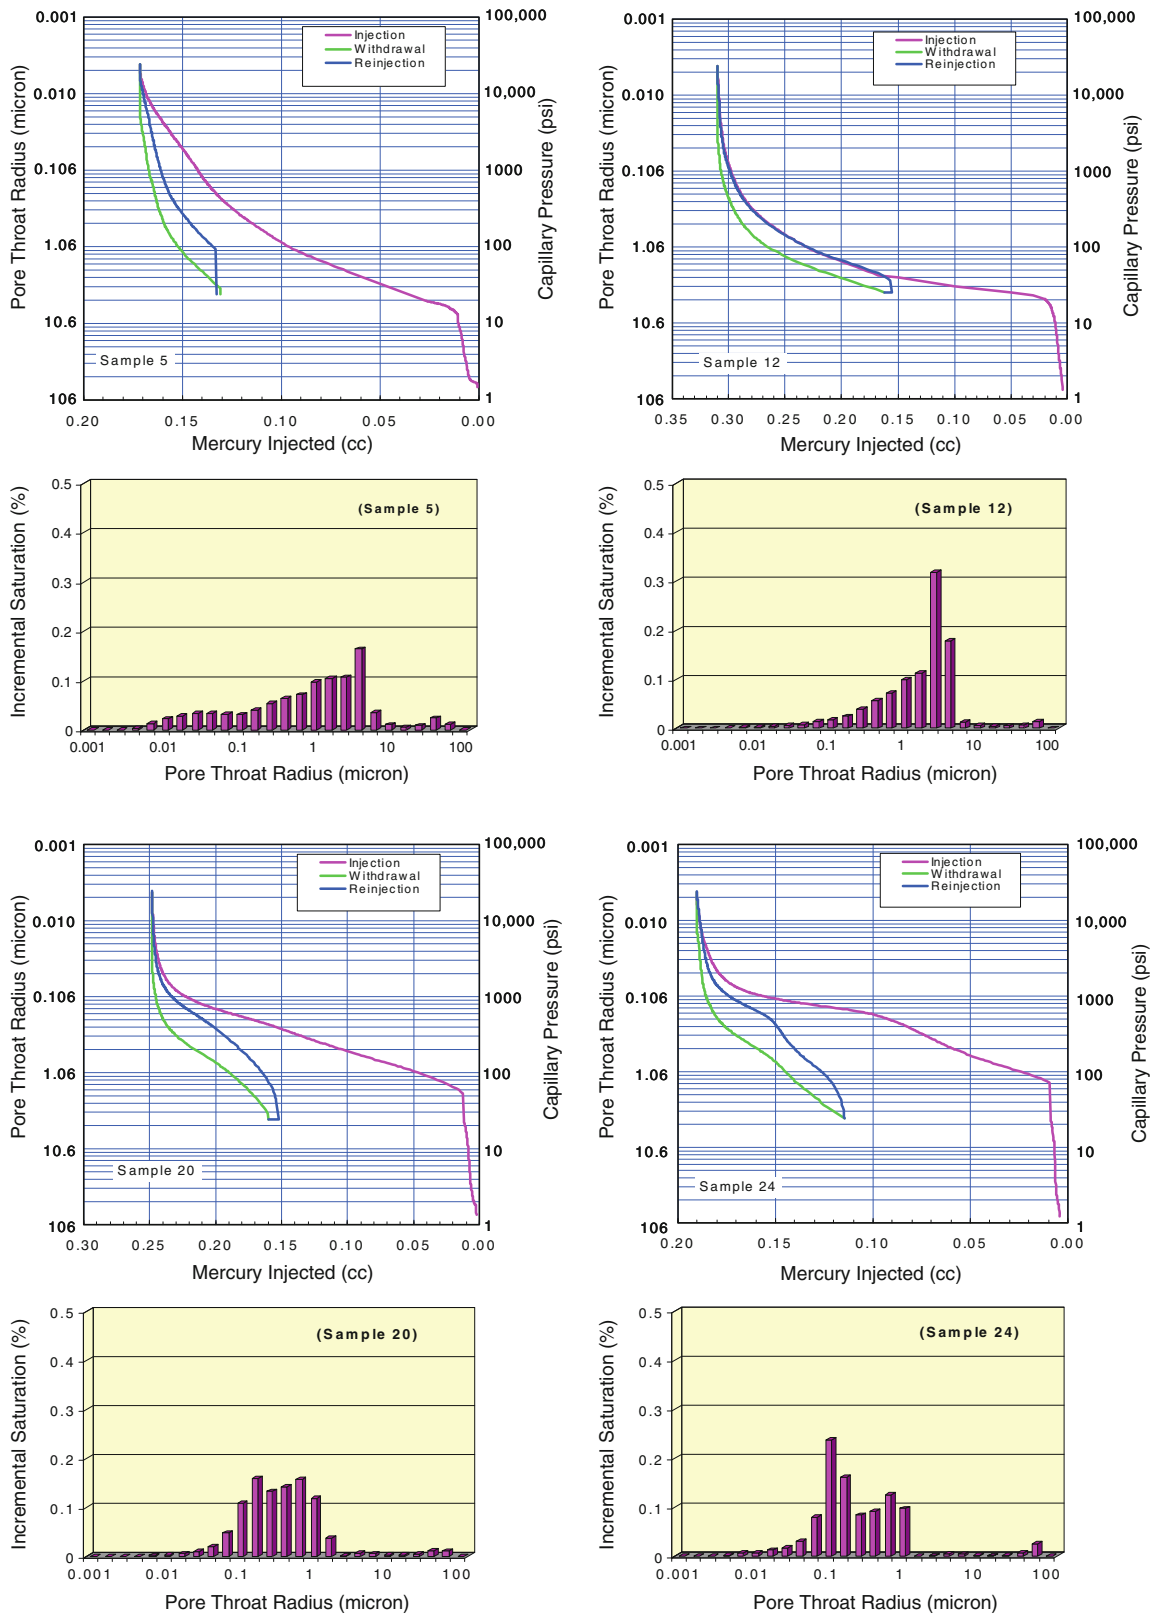 0.001
0.010
0.106
1.06
10.6
106
Pore Throat Radius (micron)
100,000
10,000
1000
100
10
1
Capillary Pressure (psi)
Injection
Withdrawal
Reinjection
Sample 5
0.20 0.15 0.10 0.05 0.00
Mercury Injected (cc)
0.001
0.010
0.106
1.06
10.6
106
Pore Throat Radius (micron)
100,000
10,000
1000
100
10
1
Capillary Pressure (psi)
Injection
Withdrawal
Reinjection
Sample 12
0.35 0.30 0.25 0.20 0.15 0.10 0.05 0.00
Mercury Injected (cc)
0.5
0.4
0.3
0.2
0.1
0
Incremental Saturation (%)
(Sample 5)
0.001 0.01 0.1 1 10 100
Pore Throat Radius (micron)
0.5
0.4
0.3
0.2
0.1
0
Incremental Saturation (%)
(Sample 12)
0.001 0.01 0.1 1 10 100
Pore Throat Radius (micron)
0.001
0.010
0.106
1.06
10.6
106
Pore Throat Radius (micron)
100,000
10,000
1000
100
10
1
Capillary Pressure (psi)
Injection
Withdrawal
Reinjection
Sample 20
0.30 0.25 0.20 0.15 0.10 0.05 0.00
Mercury Injected (cc)
0.001
0.010
0.106
1.06
10.6
106
Pore Throat Radius (micron)
100,000
10,000
1000
100
10
1
Capillary Pressure (psi)
Injection
Withdrawal
Reinjection
Sample 24
0.20 0.15 0.10 0.05 0.00
Mercury Injected (cc)
0.5
0.4
0.3
0.2
0.1
0
Incremental Saturation (%)
(Sample 20)
0.001 0.01 0.1 1 10 100
Pore Throat Radius (micron)
0.5
0.4
0.3
0.2
0.1
0
Incremental Saturation (%)
(Sample 24)
0.001 0.01 0.1 1 10 100
Pore Throat Radius (micron)